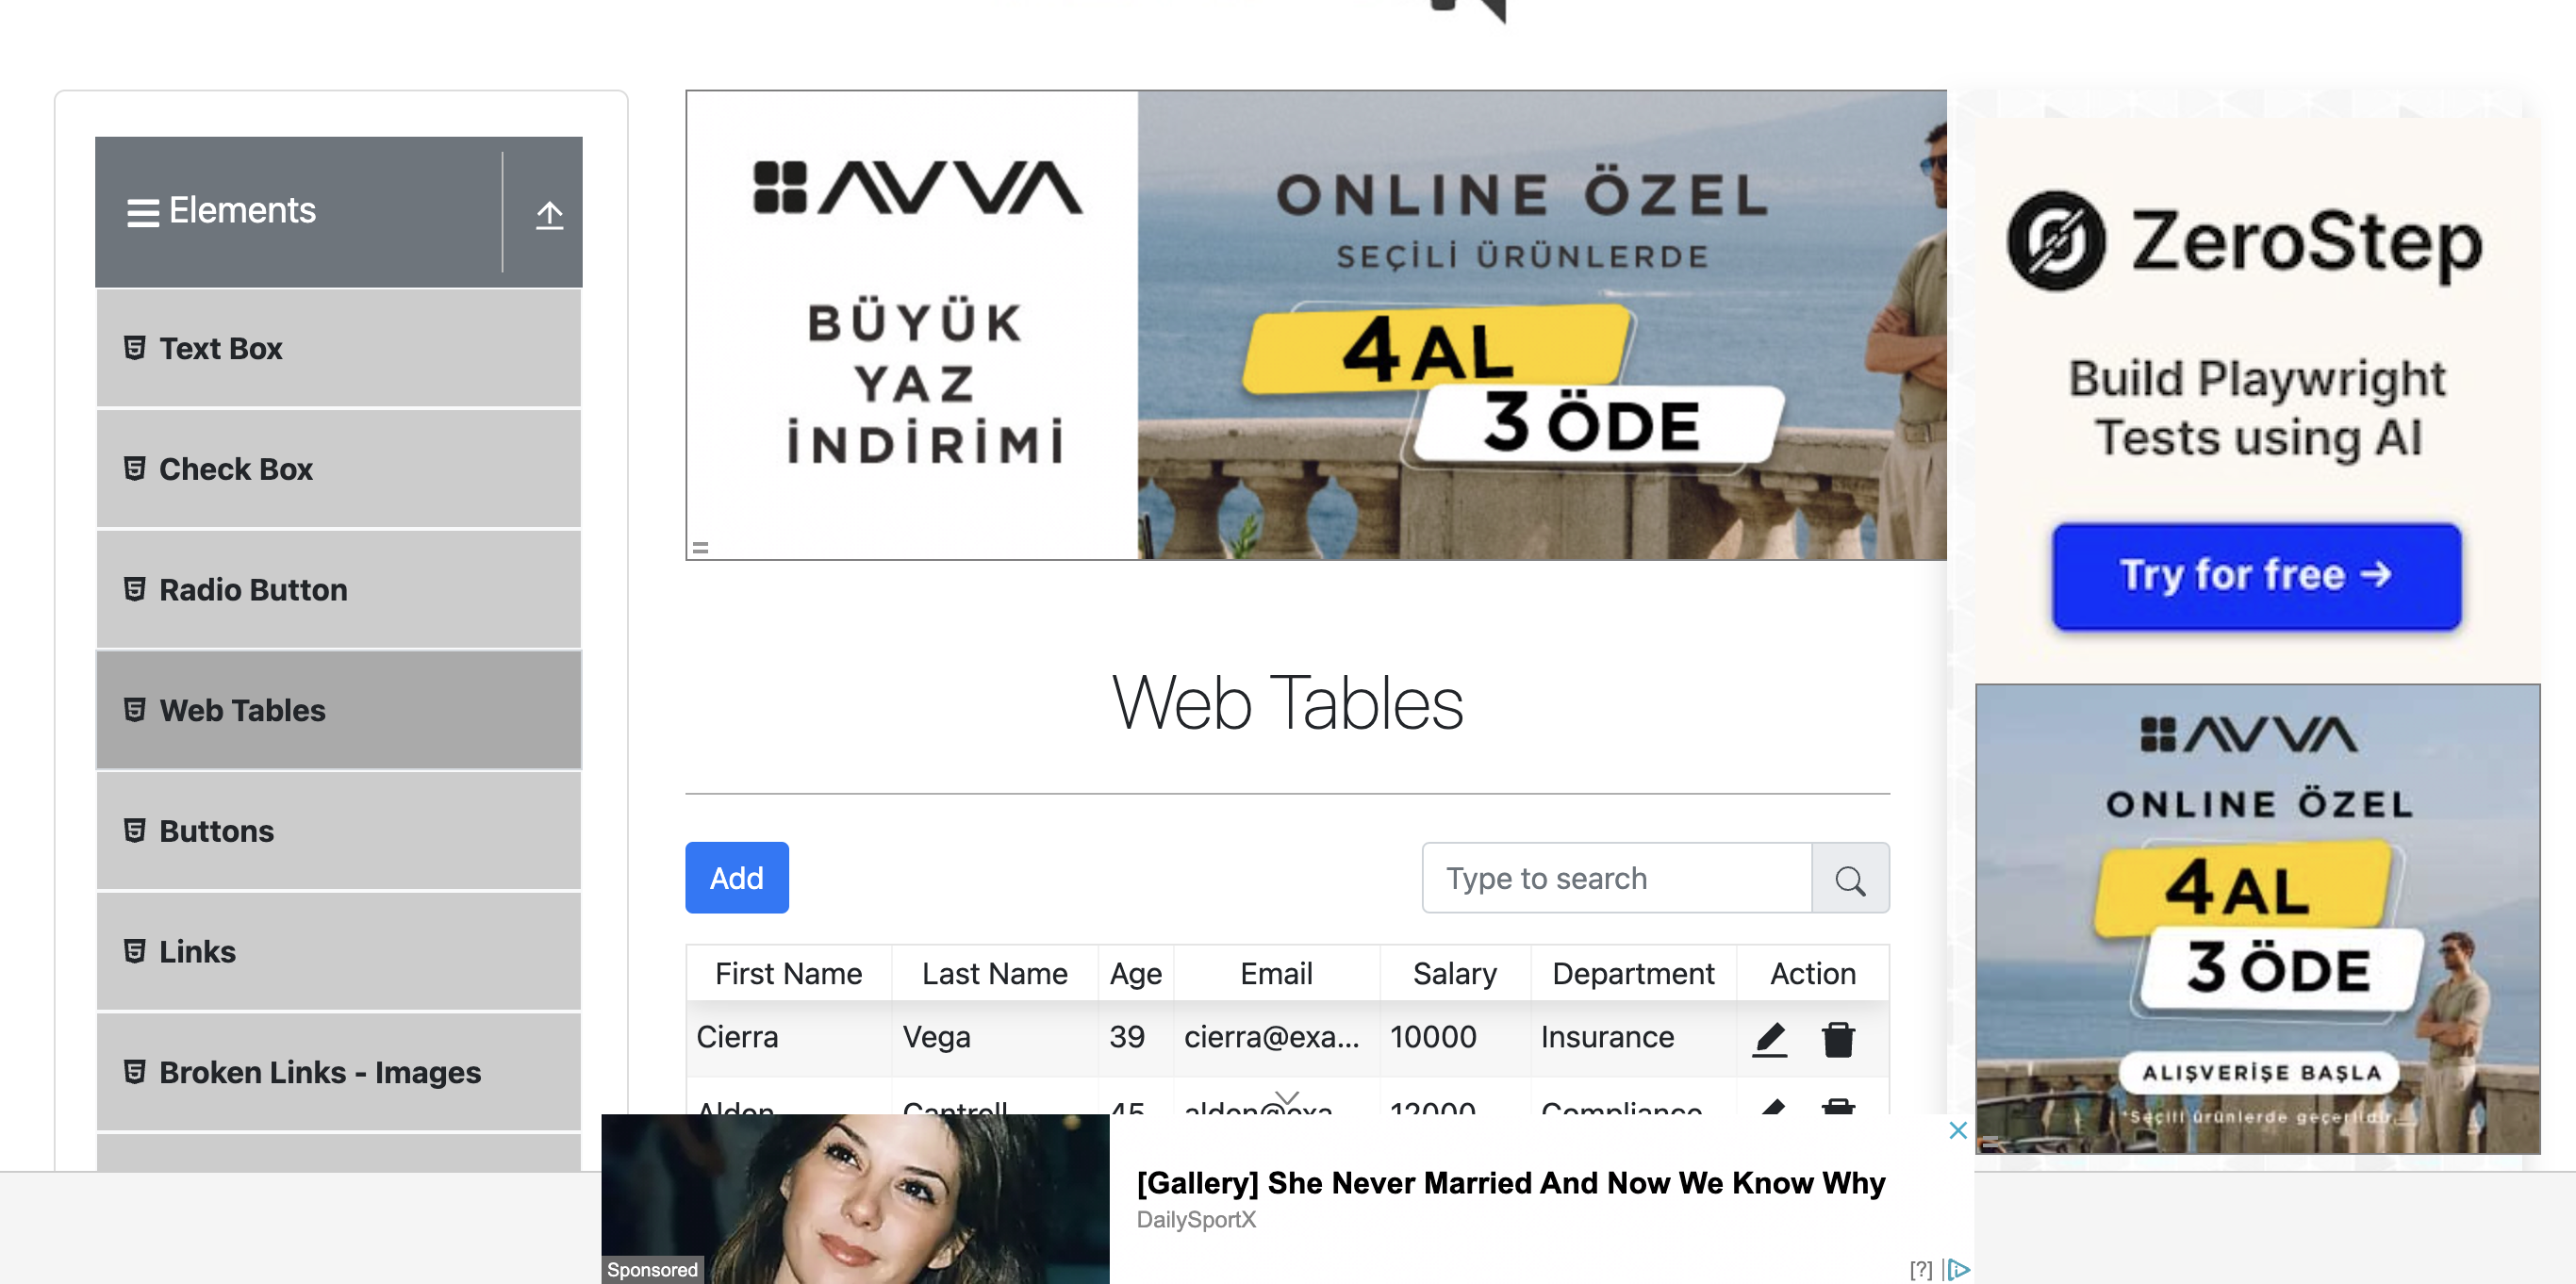 Elements
Text Box
Check Box
Radio Button
Web Tables
Buttons
Links
Broken Links - Images
AVVA
BÜYÜK
YAZ
İNDİRİMİ
ONLINE ÖZEL
SEÇİLİ ÜRÜNLERDE
4 AL
3 ÖDE
Web Tables
Add
Type to search
First Name Last Name Age Email Salary Department Action
Cierra Vega 39 cierra@exa... 10000 Insurance
Alden Cantrell 45 alden@exa... 12000 Compliance
Sponsored
[Gallery] She Never Married And Now We Know Why
DailySportX
[?]
ZeroStep
Build Playwright
Tests using AI
Try for free →
AVVA
ONLINE ÖZEL
4 AL
3 ÖDE
ALIŞVERİŞE BAŞLA
*Seçili ürünlerde geçerlidir.